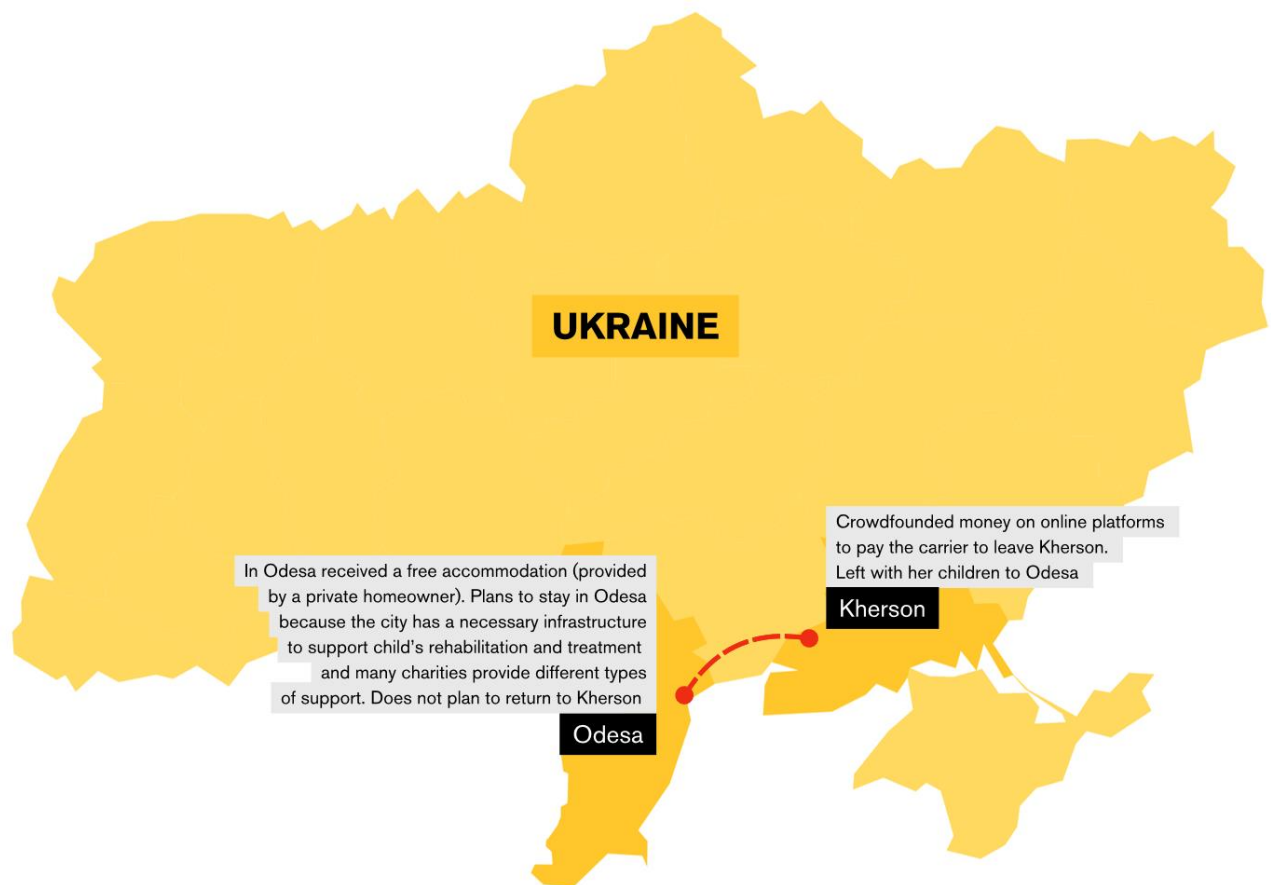 UKRAINE
Crowdfounded money on online platforms
to pay the carrier to leave Kherson.
Left with her children to Odesa
Kherson
In Odesa received a free accommodation (provided
by a private homeowner). Plans to stay in Odesa
because the city has a necessary infrastructure
to support child's rehabilitation and treatment
and many charities provide different types
of support. Does not plan to return to Kherson
Odesa